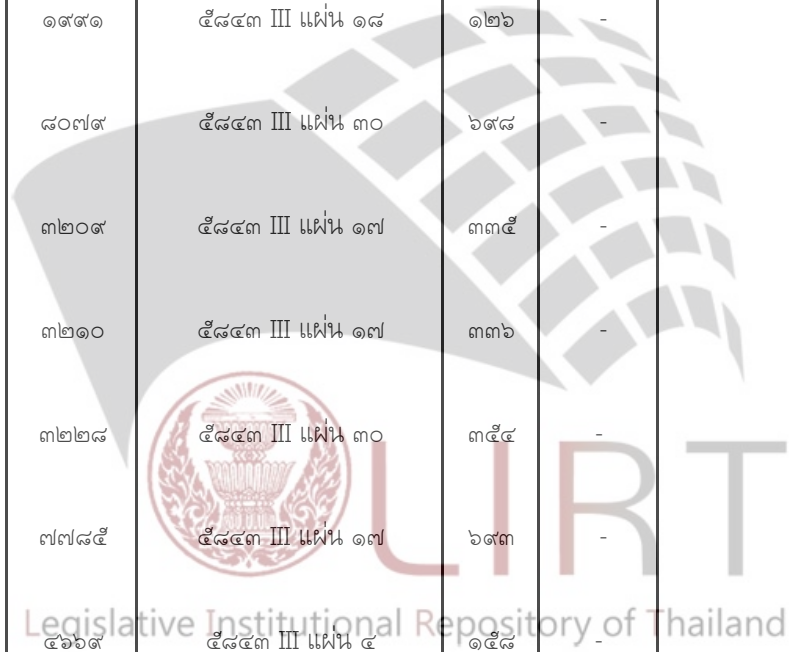 ๑๙๙๑ ๕๘๔๓ III แผ่น ๑๘ ๑๒๖ -
๘๐๗๙ ๕๘๔๓ III แผ่น ๓๐ ๖๙๘ -
๓๒๐๙ ๕๘๔๓ III แผ่น ๑๗ ๓๓๕ -
๓๒๑๐ ๕๘๔๓ III แผ่น ๑๗ ๓๓๖ -
๓๒๒๘ ๕๘๔๓ III แผ่น ๓๐ ๓๕๔ -
LIRT
๗๗๘๕ ๕๘๔๓ III แผ่น ๑๗ ๖๙๓ -
Legislative Institutional Repository of Thailand
๔๖๖๙ ๕๘๔๓ III แผ่น ๔ ๑๕๘ -